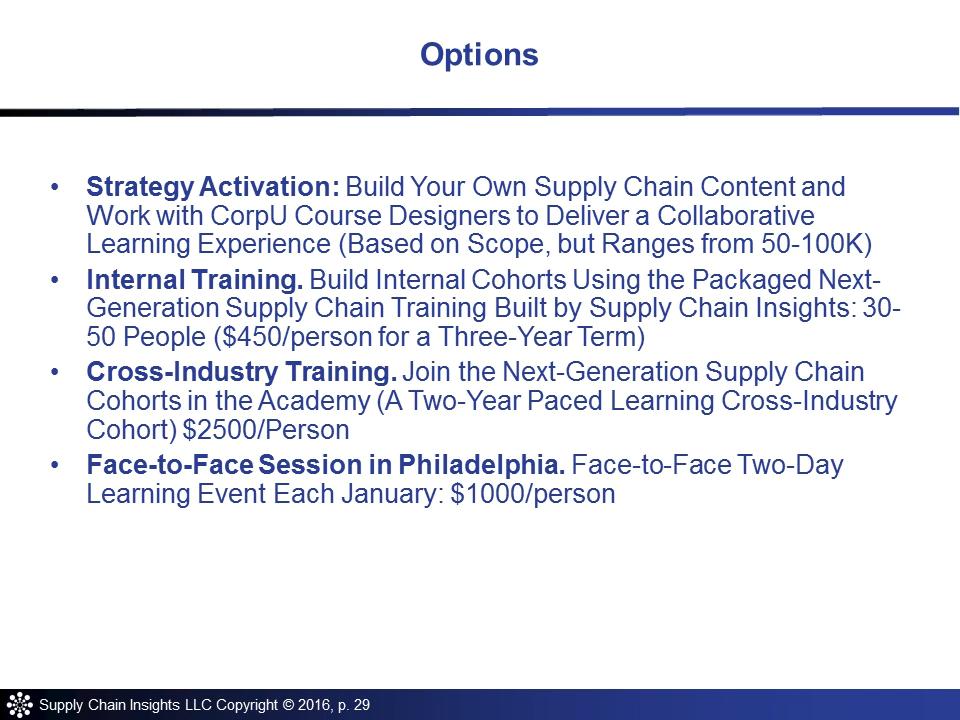 Options
• Strategy Activation: Build Your Own Supply Chain Content and
Work with CorpU Course Designers to Deliver a Collaborative
Learning Experience (Based on Scope, but Ranges from 50-100K)
• Internal Training. Build Internal Cohorts Using the Packaged Next-
Generation Supply Chain Training Built by Supply Chain Insights: 30-
50 People ($450/person for a Three-Year Term)
• Cross-Industry Training. Join the Next-Generation Supply Chain
Cohorts in the Academy (A Two-Year Paced Learning Cross-Industry
Cohort) $2500/Person
• Face-to-Face Session in Philadelphia. Face-to-Face Two-Day
Learning Event Each January: $1000/person
Supply Chain Insights LLC Copyright © 2016, p. 29